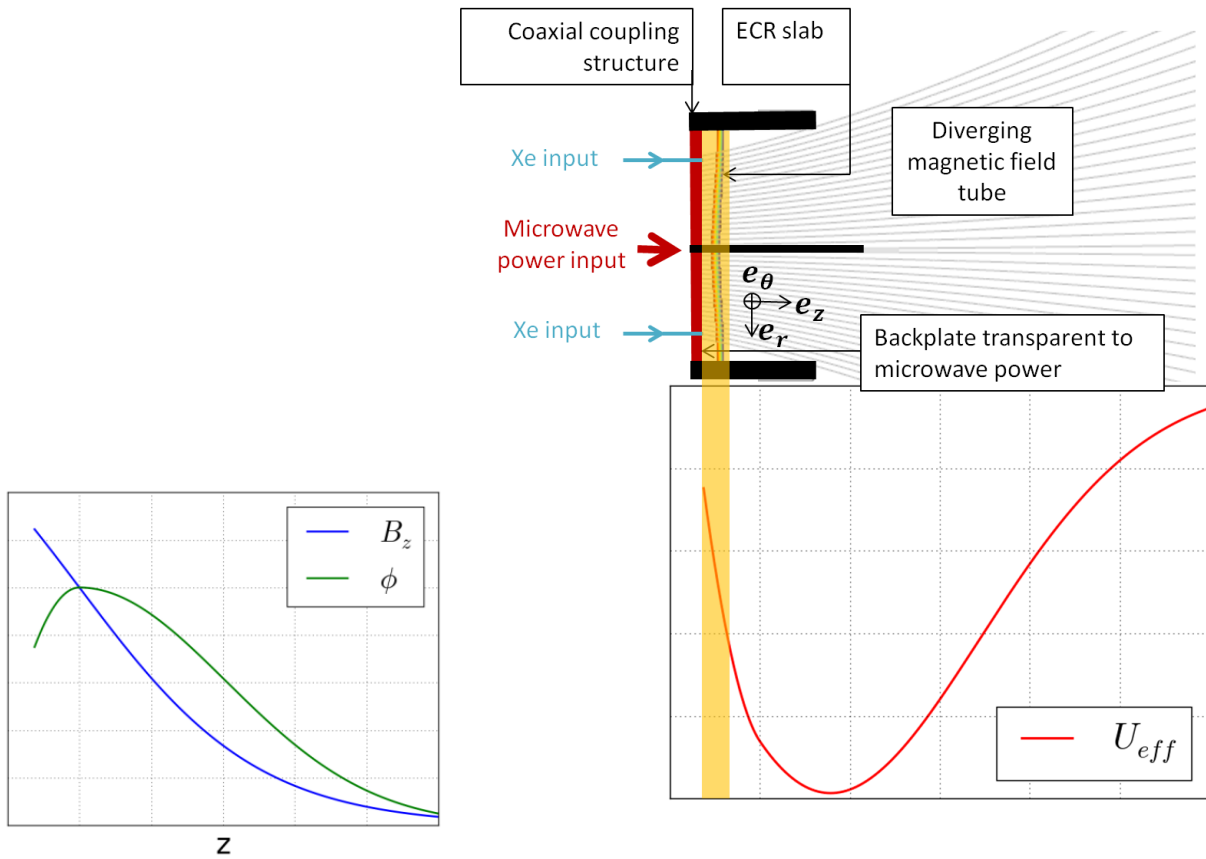 Coaxial coupling
structure
ECR slab
Xe input
Diverging
magnetic field
tube
Microwave
power input
e_θ
e_z
e_r
Xe input
Backplate transparent to
microwave power
B_z
ϕ
z
U_eff